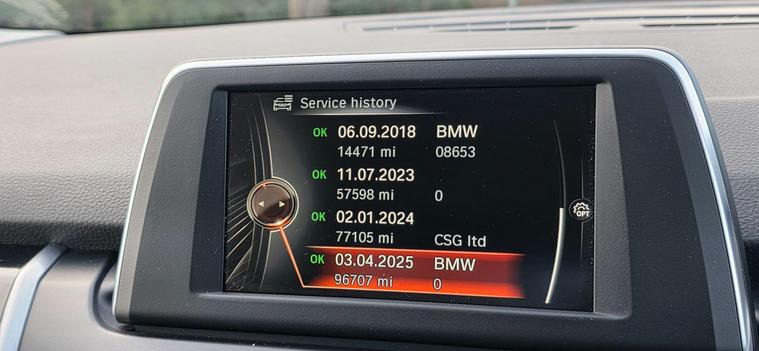 Service history
OK 06.09.2018 BMW
14471 mi 08653
OK 11.07.2023
57598 mi 0
OK 02.01.2024
77105 mi CSG ltd
OK 03.04.2025 BMW
96707 mi 0
OPT